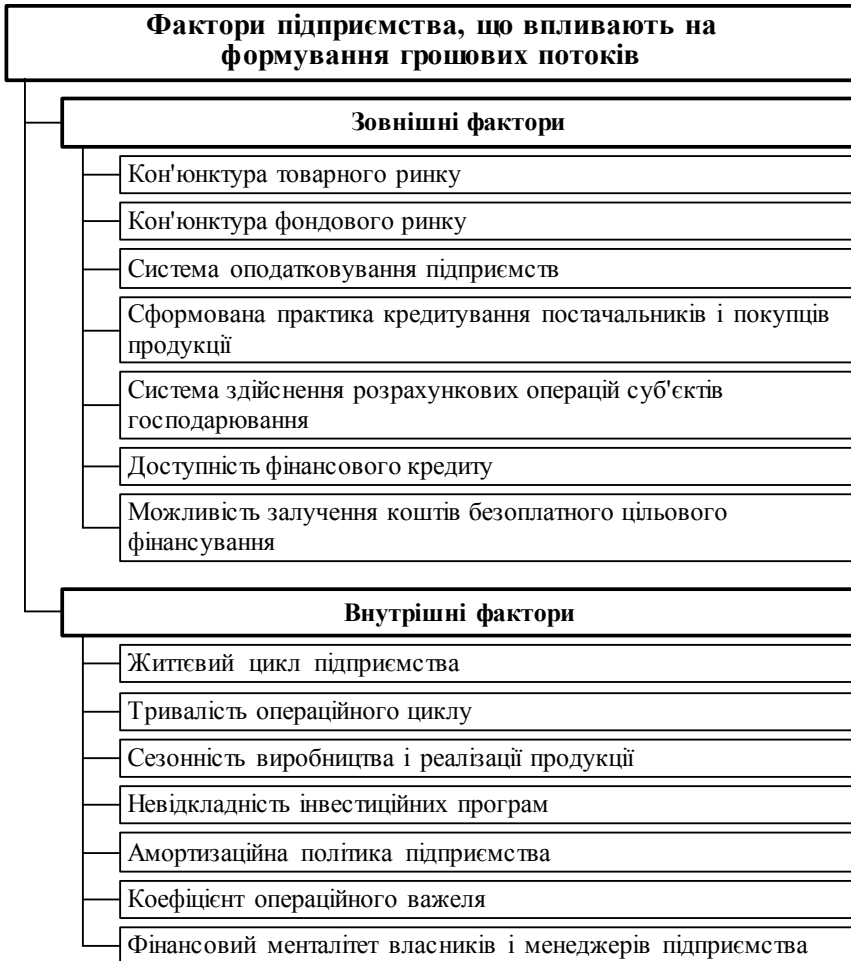 Фактори підприємства, що впливають на
формування грошових потоків
Зовнішні фактори
Кон'юнктура товарного ринку
Кон'юнктура фондового ринку
Система оподатковування підприємств
Сформована практика кредитування постачальників і покупців
продукції
Система здійснення розрахункових операцій суб'єктів
господарювання
Доступність фінансового кредиту
Можливість залучення коштів безоплатного цільового
фінансування
Внутрішні фактори
Життєвий цикл підприємства
Тривалість операційного циклу
Сезонність виробництва і реалізації продукції
Невідкладність інвестиційних програм
Амортизаційна політика підприємства
Коефіцієнт операційного важеля
Фінансовий менталітет власників і менеджерів підприємства